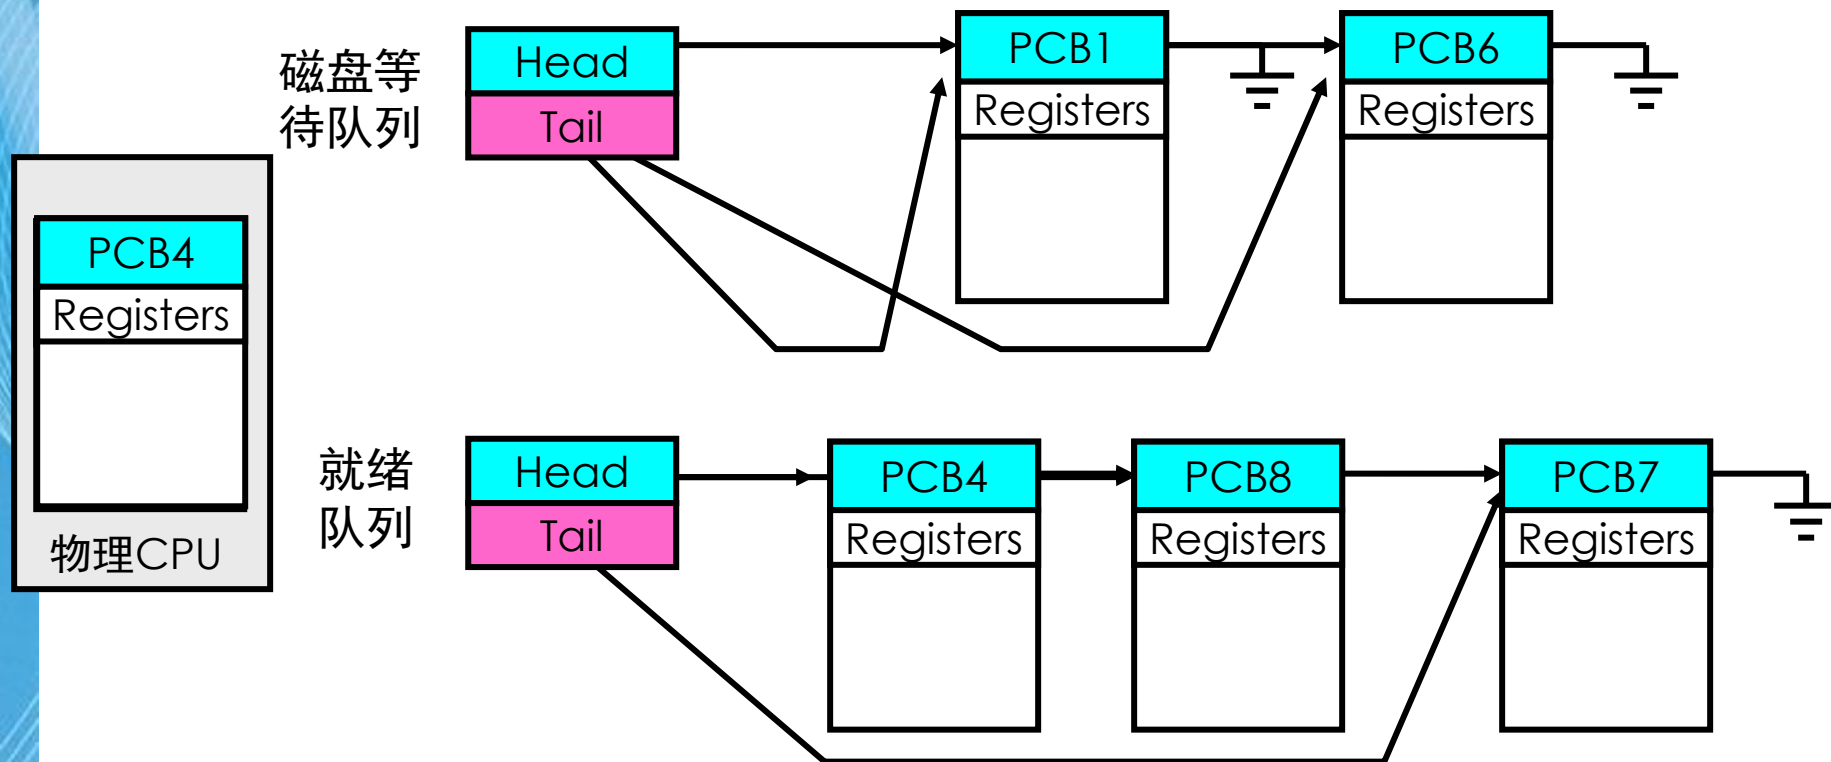 磁盘等
待队列
Head
Tail
PCB1
Registers
PCB6
Registers
PCB4
Registers
物理CPU
就绪
队列
Head
Tail
PCB4
Registers
PCB8
Registers
PCB7
Registers